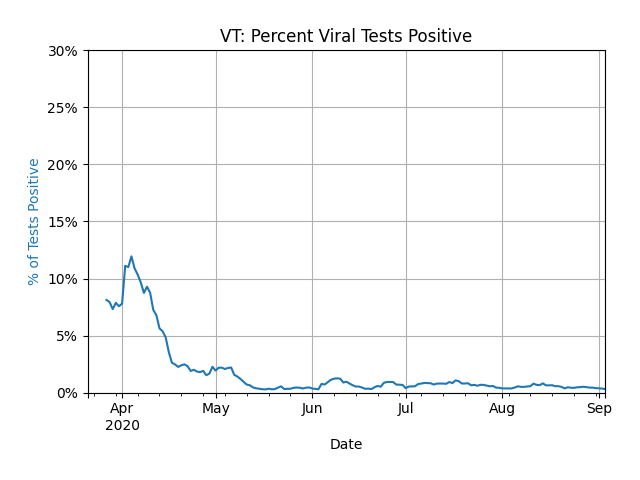 VT: Percent Viral Tests Positive
30%
25%
20%
15%
10%
5%
0%
% of Tests Positive
Apr
2020
May
Jun
Jul
Aug
Sep
Date